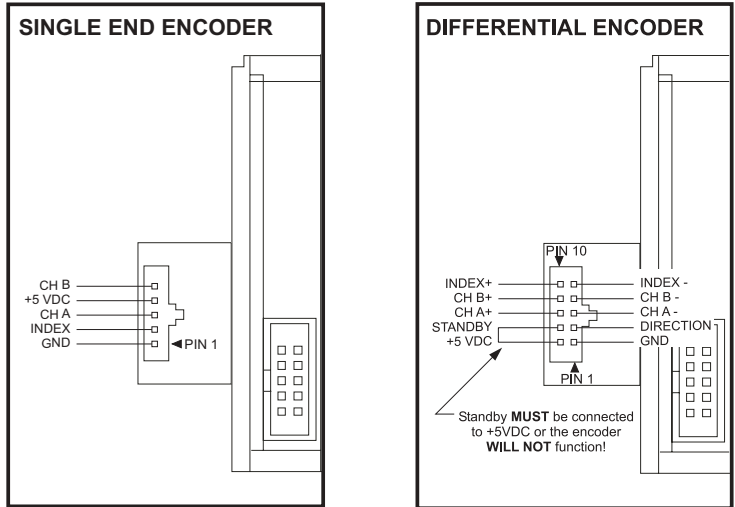 SINGLE END ENCODER
CH B
+5 VDC
CH A
INDEX
GND
PIN 1
DIFFERENTIAL ENCODER
PIN 10
INDEX+
CH B+
CH A+
STANDBY
+5 VDC
INDEX -
CH B -
CH A -
DIRECTION
GND
PIN 1
Standby MUST be connected
to +5VDC or the encoder
WILL NOT function!